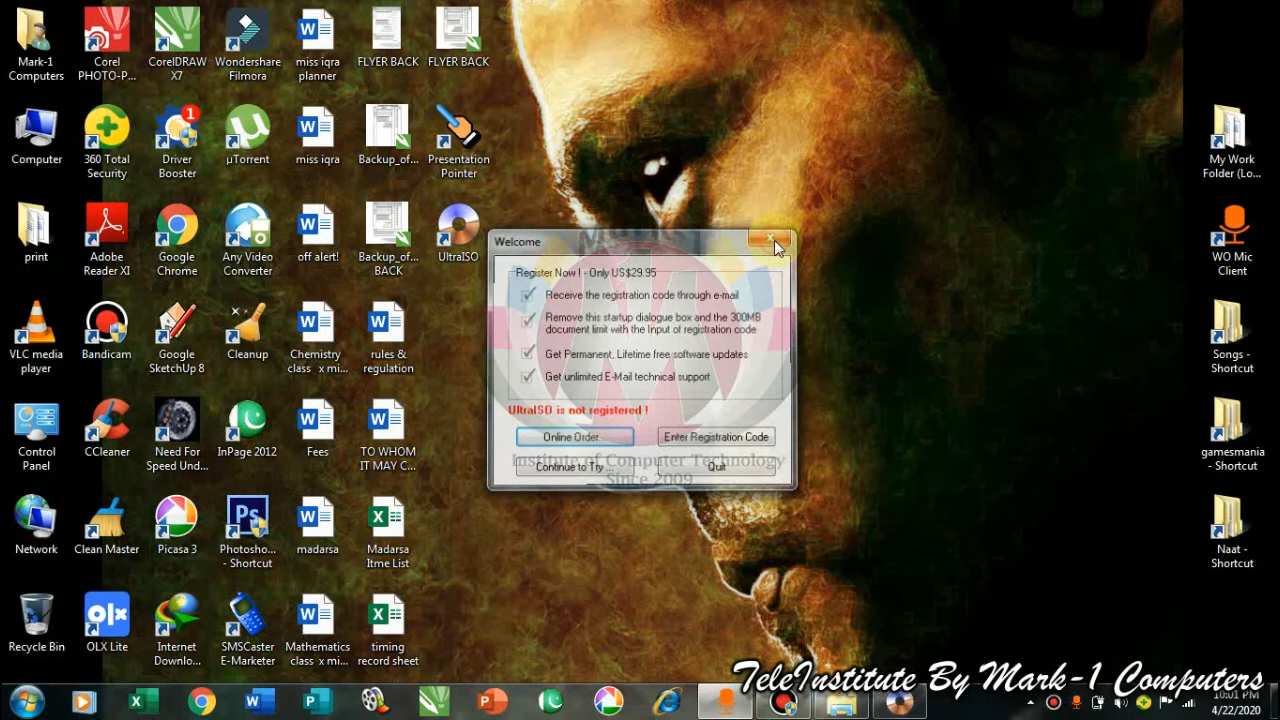 Mark-1
Computers
Corel
PHOTO-P...
CorelDRAW
X7
Wondershare
Filmora
miss iqra
planner
FLYER BACK
FLYER BACK
Computer
360 Total
Security
1
Driver
Booster
µTorrent
miss iqra
Backup_of...
Presentation
Pointer
My Work
Folder (Lo...
print
Adobe
Reader XI
Google
Chrome
Any Video
Converter
off alert!
Backup_of...
BACK
UltraISO
WO Mic
Client
Welcome
Register Now ! - Only US$29.95
Receive the registration code through e-mail
Remove this startup dialogue box and the 300MB
document limit with the Input of registration code
Get Permanent, Lifetime free software updates
Get unlimited E-Mail technical support
UltraISO is not registered !
Online Order.
Enter Registration Code
Continue to Try ...
Quit
Institute of Computer Technology
Since 2009
VLC media
player
Bandicam
Google
SketchUp 8
Cleanup
Chemistry
class x mi...
rules &
regulation
Songs -
Shortcut
Control
Panel
CCleaner
Need For
Speed Und...
InPage 2012
Fees
TO WHOM
IT MAY C...
gamesmania
- Shortcut
Network
Clean Master
Picasa 3
Photosho...
- Shortcut
madarsa
Madarsa
Itme List
Naat -
Shortcut
Recycle Bin
OLX Lite
Internet
Downlo...
SMSCaster
E-Marketer
Mathematics
class x mi...
timing
record sheet
TeleInstitute By Mark-1 Computers
10:01 PM
4/22/2020